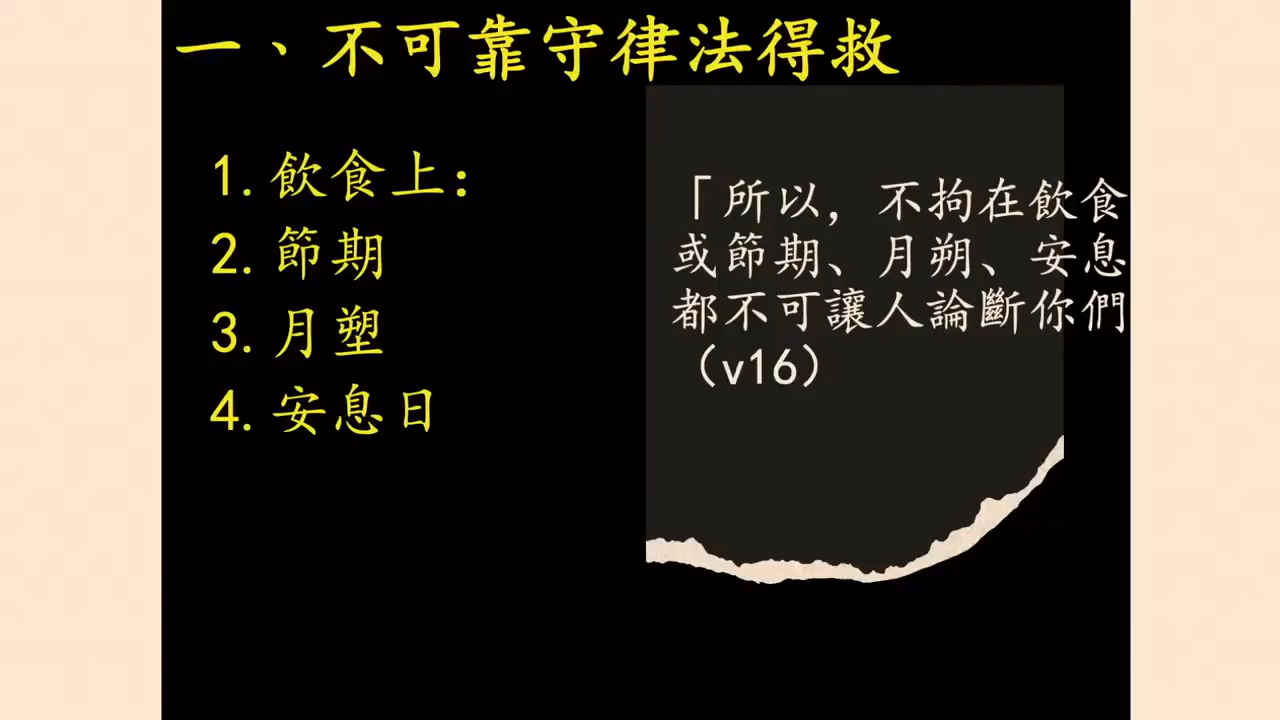 一、不可靠守律法得救
1. 飲食上:
2. 節期
3. 月塑
4. 安息日
「所以, 不拘在飲食
或節期、月朔、安息
都不可讓人論斷你們
（v16）